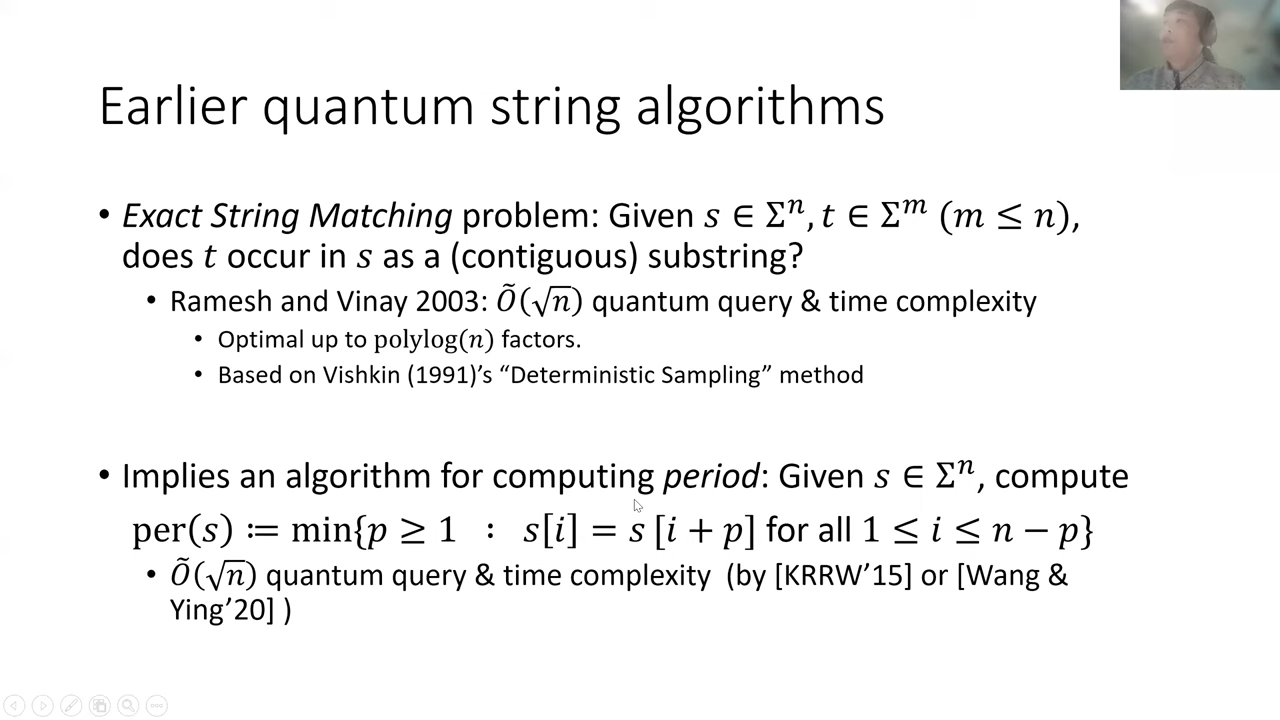 Earlier quantum string algorithms
• Exact String Matching problem: Given s ∈ Σⁿ, t ∈ Σᵐ (m ≤ n),
does t occur in s as a (contiguous) substring?
• Ramesh and Vinay 2003: Õ(√n) quantum query & time complexity
• Optimal up to polylog(n) factors.
• Based on Vishkin (1991)’s “Deterministic Sampling” method
• Implies an algorithm for computing period: Given s ∈ Σⁿ, compute
per(s) ≔ min{p ≥ 1 : s[i] = s [i + p] for all 1 ≤ i ≤ n − p}
• Õ(√n) quantum query & time complexity (by [KRRW’15] or [Wang &
Ying’20] )